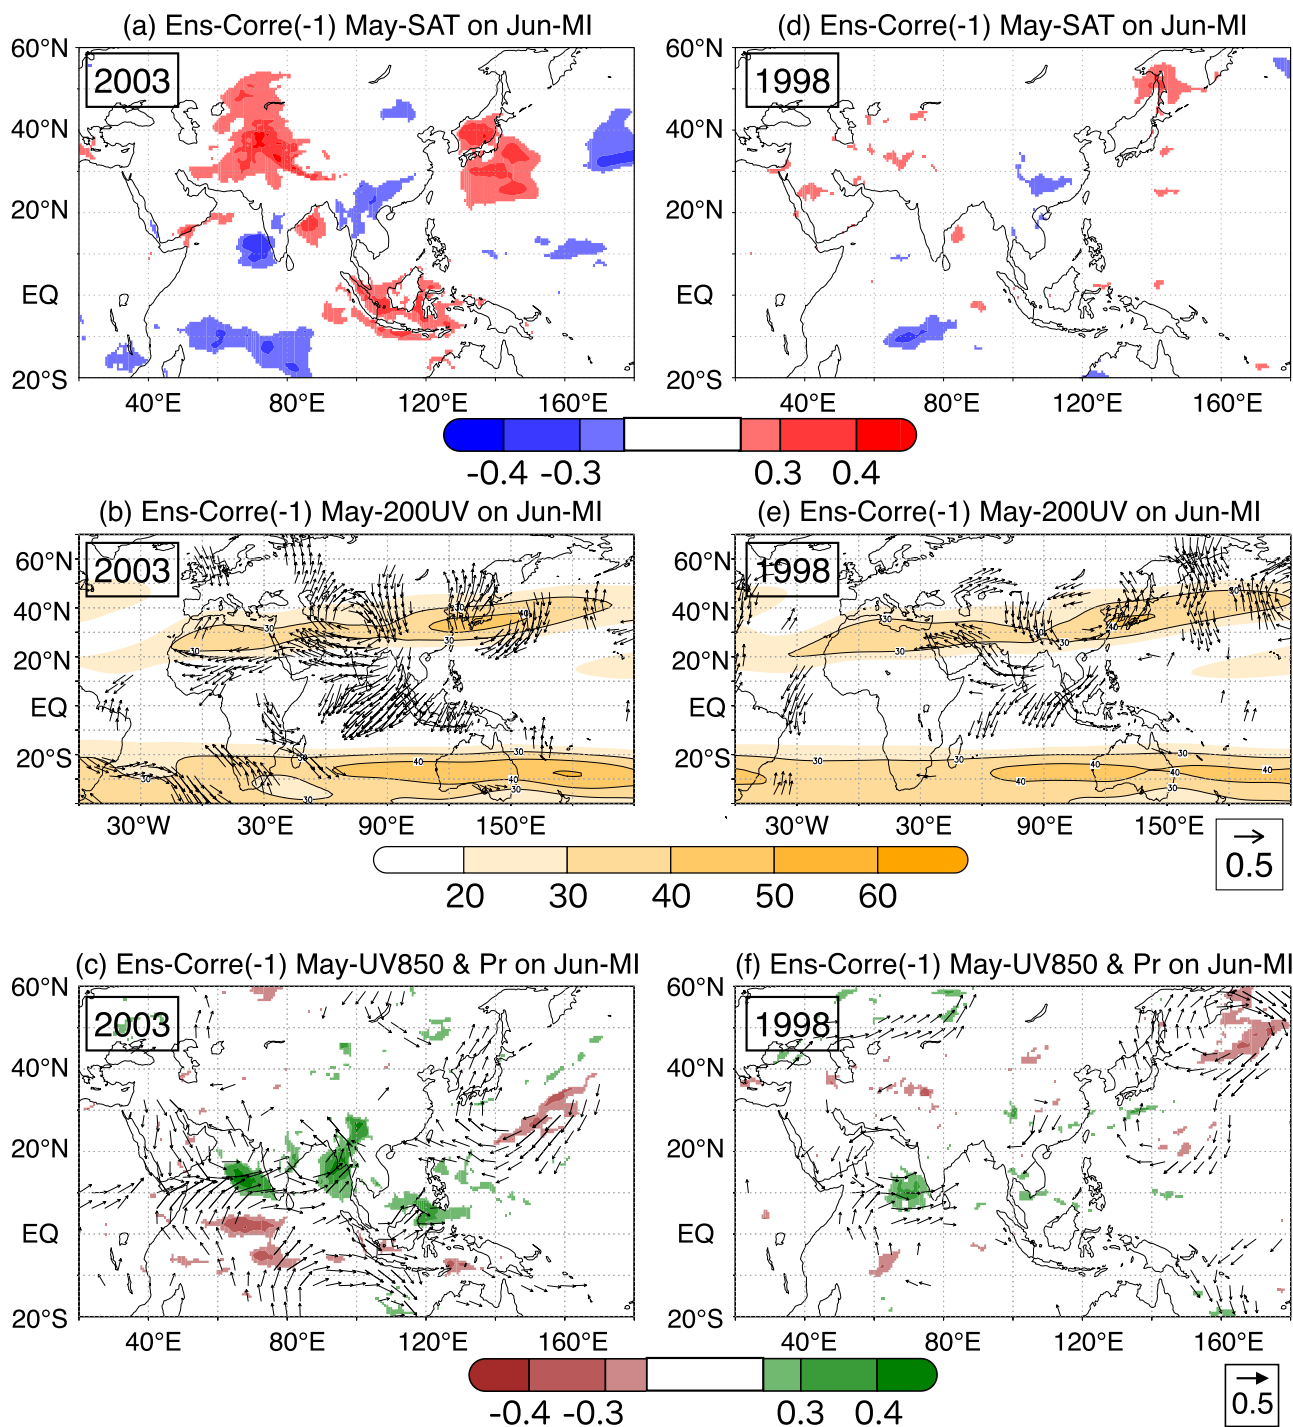 (a) Ens-Corre(-1) May-SAT on Jun-MI
(d) Ens-Corre(-1) May-SAT on Jun-MI
60°N
2003
40°N
20°N
EQ
20°S
40°E 80°E 120°E 160°E
60°N
1998
40°N
20°N
EQ
20°S
40°E 80°E 120°E 160°E
-0.4 -0.3 0.3 0.4
(b) Ens-Corre(-1) May-200UV on Jun-MI
(e) Ens-Corre(-1) May-200UV on Jun-MI
60°N
2003
40°N
20°N
EQ
20°S
30°W 30°E 90°E 150°E
60°N
1998
40°N
20°N
EQ
20°S
30°W 30°E 90°E 150°E
0.5
20 30 40 50 60
(c) Ens-Corre(-1) May-UV850 & Pr on Jun-MI
(f) Ens-Corre(-1) May-UV850 & Pr on Jun-MI
60°N
2003
40°N
20°N
EQ
20°S
40°E 80°E 120°E 160°E
60°N
1998
40°N
20°N
EQ
20°S
40°E 80°E 120°E 160°E
-0.4 -0.3 0.3 0.4
0.5